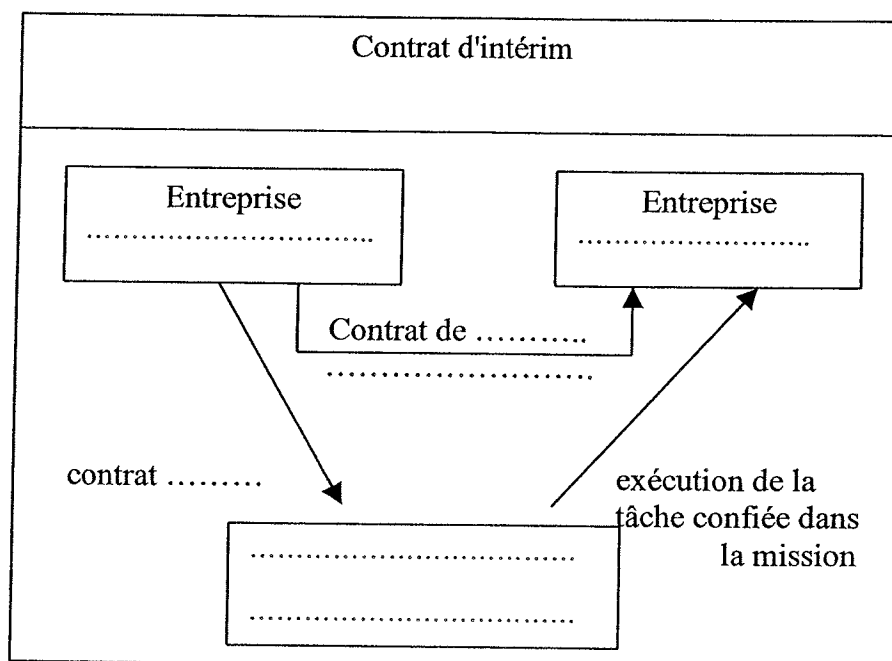 Contrat d'intérim
Entreprise
..............................
Entreprise
........................
Contrat de ...........
...........................
contrat .........
exécution de la
tâche confiée dans
la mission
..................................
..................................